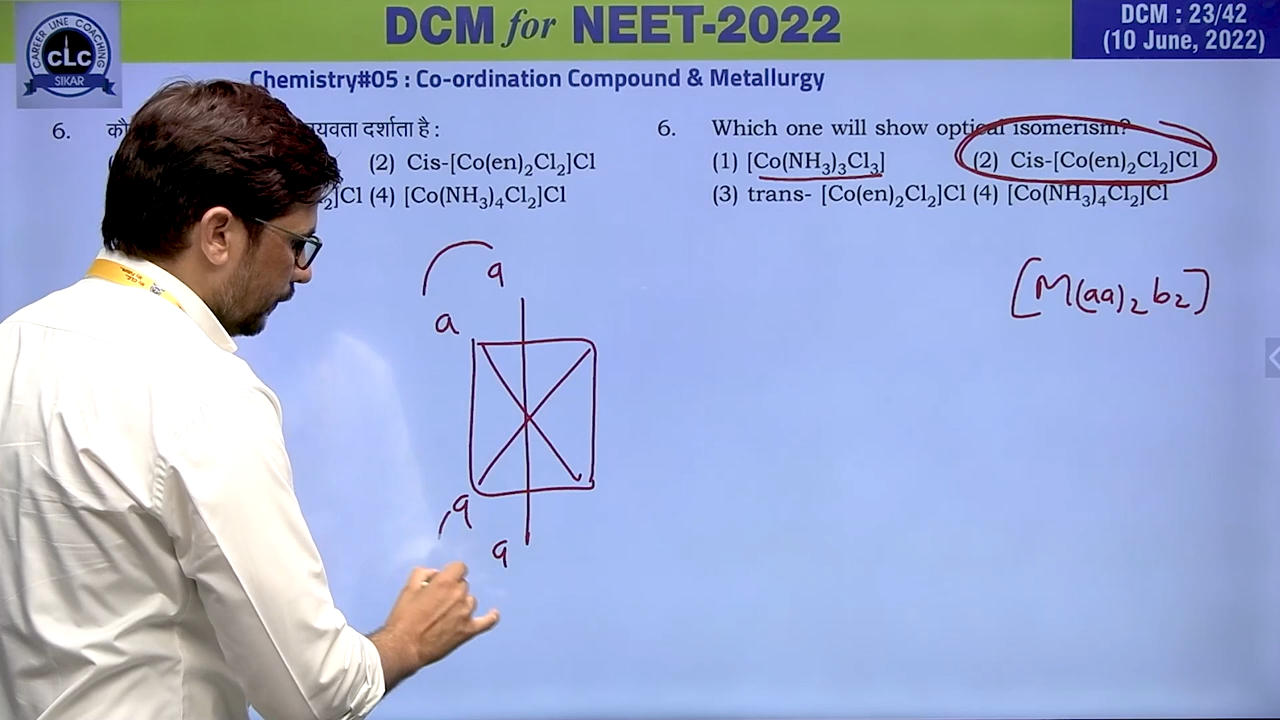 DCM for NEET-2022
DCM : 23/42
(10 June, 2022)
CAREER LINE COACHING
CLC
SIKAR
Chemistry#05 : Co-ordination Compound & Metallurgy
6. दर्शाता है :
(2) Cis-[Co(en)₂Cl₂]Cl
₂]Cl (4) [Co(NH₃)₄Cl₂]Cl
6. Which one will show optical isomerism?
(1) [Co(NH₃)₃Cl₃] (2) Cis-[Co(en)₂Cl₂]Cl
(3) trans- [Co(en)₂Cl₂]Cl (4) [Co(NH₃)₄Cl₂]Cl
[M(aa)₂b₂]
a
a
a
a